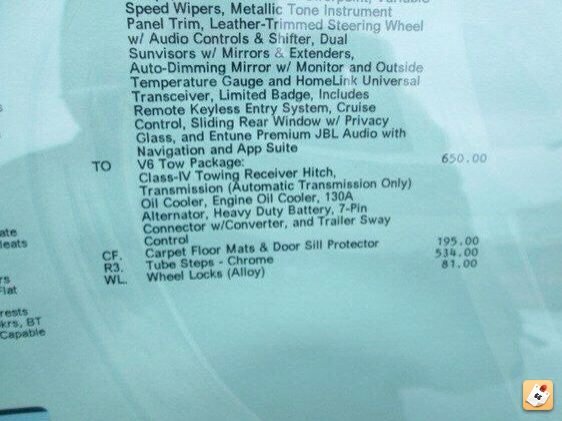 Speed Wipers, Metallic Tone Instrument
Panel Trim, Leather-Trimmed Steering Wheel
w/ Audio Controls & Shifter, Dual
Sunvisors w/ Mirrors & Extenders,
Auto-Dimming Mirror w/ Monitor and Outside
Temperature Gauge and HomeLink Universal
Transceiver, Limited Badge, Includes
Remote Keyless Entry System, Cruise
Control, Sliding Rear Window w/ Privacy
Glass, and Entune Premium JBL Audio with
Navigation and App Suite
TO V6 Tow Package: 650.00
Class-IV Towing Receiver Hitch,
Transmission (Automatic Transmission Only)
Oil Cooler, Engine Oil Cooler, 130A
Alternator, Heavy Duty Battery, 7-Pin
Connector w/Converter, and Trailer Sway
Control
CF. Carpet Floor Mats & Door Sill Protector 195.00
R3. Tube Steps - Chrome 534.00
WL. Wheel Locks (Alloy) 81.00
krs, BT
Capable